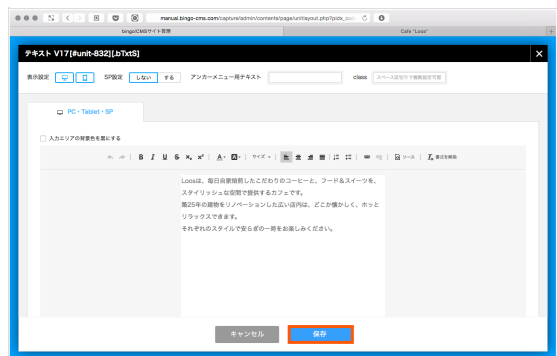 manual.bingo-cms.com/capture/admin/contents/page/unitlayout.php?pidx_co
bingo!CMSサイト管理
Cafe "Loos"
テキスト V17[#unit-832][.bTxtS]
表示設定
SP設定
しない
する
アンカーメニュー用テキスト
class
スペース区切りで複数設定可能
PC・Tablet・SP
入力エリアの背景色を黒にする
B I U S x₂ x² A A サイズ ソース Tx 書式を解除
Loosは、毎日自家焙煎したこだわりのコーヒーと、フード&スイーツを、
スタイリッシュな空間で提供するカフェです。
築25年の建物をリノベーションした広い店内は、どこか懐かしく、ホッと
リラックスできます。
それぞれのスタイルで安らぎの一時をお楽しみください。
キャンセル
保存